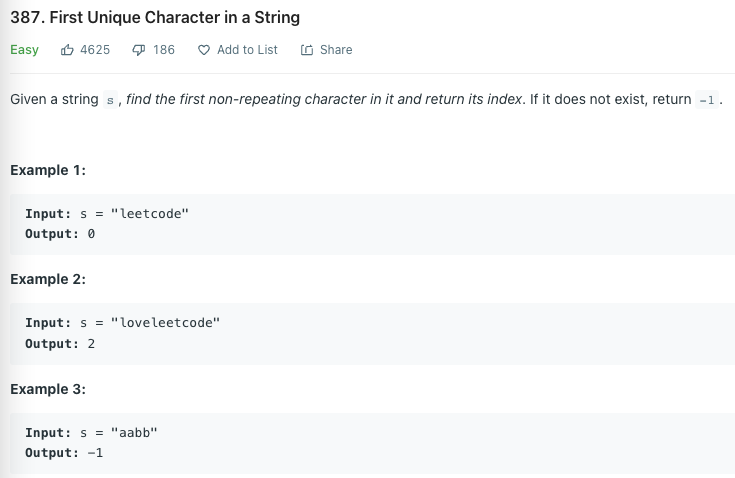 387. First Unique Character in a String
Easy 4625 186 Add to List Share
Given a string s, find the first non-repeating character in it and return its index. If it does not exist, return -1.
Example 1:
Input: s = "leetcode"
Output: 0
Example 2:
Input: s = "loveleetcode"
Output: 2
Example 3:
Input: s = "aabb"
Output: -1